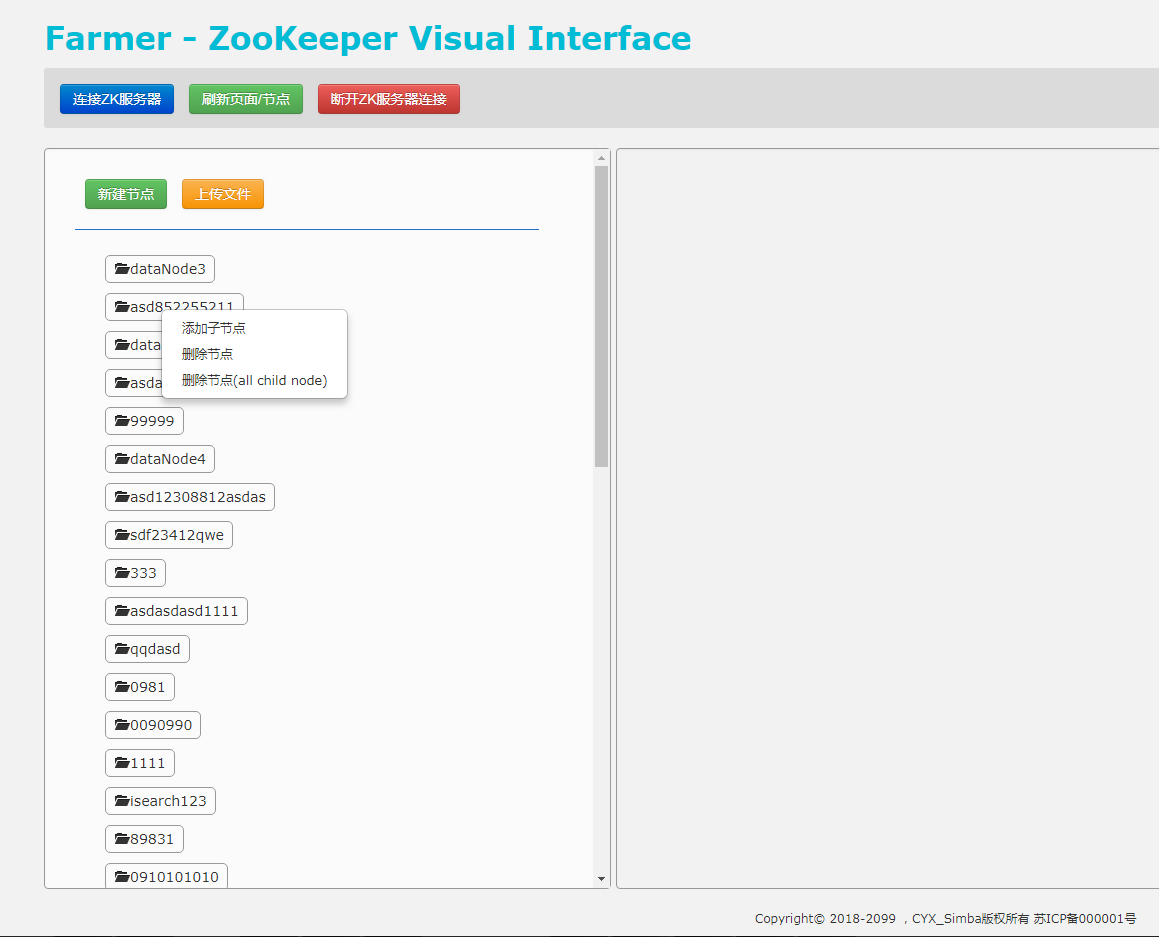 Farmer - ZooKeeper Visual Interface
连接ZK服务器 刷新页面/节点 断开ZK服务器连接
新建节点 上传文件
dataNode3
asd852255211
添加子节点
data
删除节点
asda
删除节点(all child node)
99999
dataNode4
asd12308812asdas
sdf23412qwe
333
asdasdasd1111
qqdasd
0981
0090990
1111
isearch123
89831
0910101010
Copyright© 2018-2099 , CYX_Simba版权所有 苏ICP备000001号